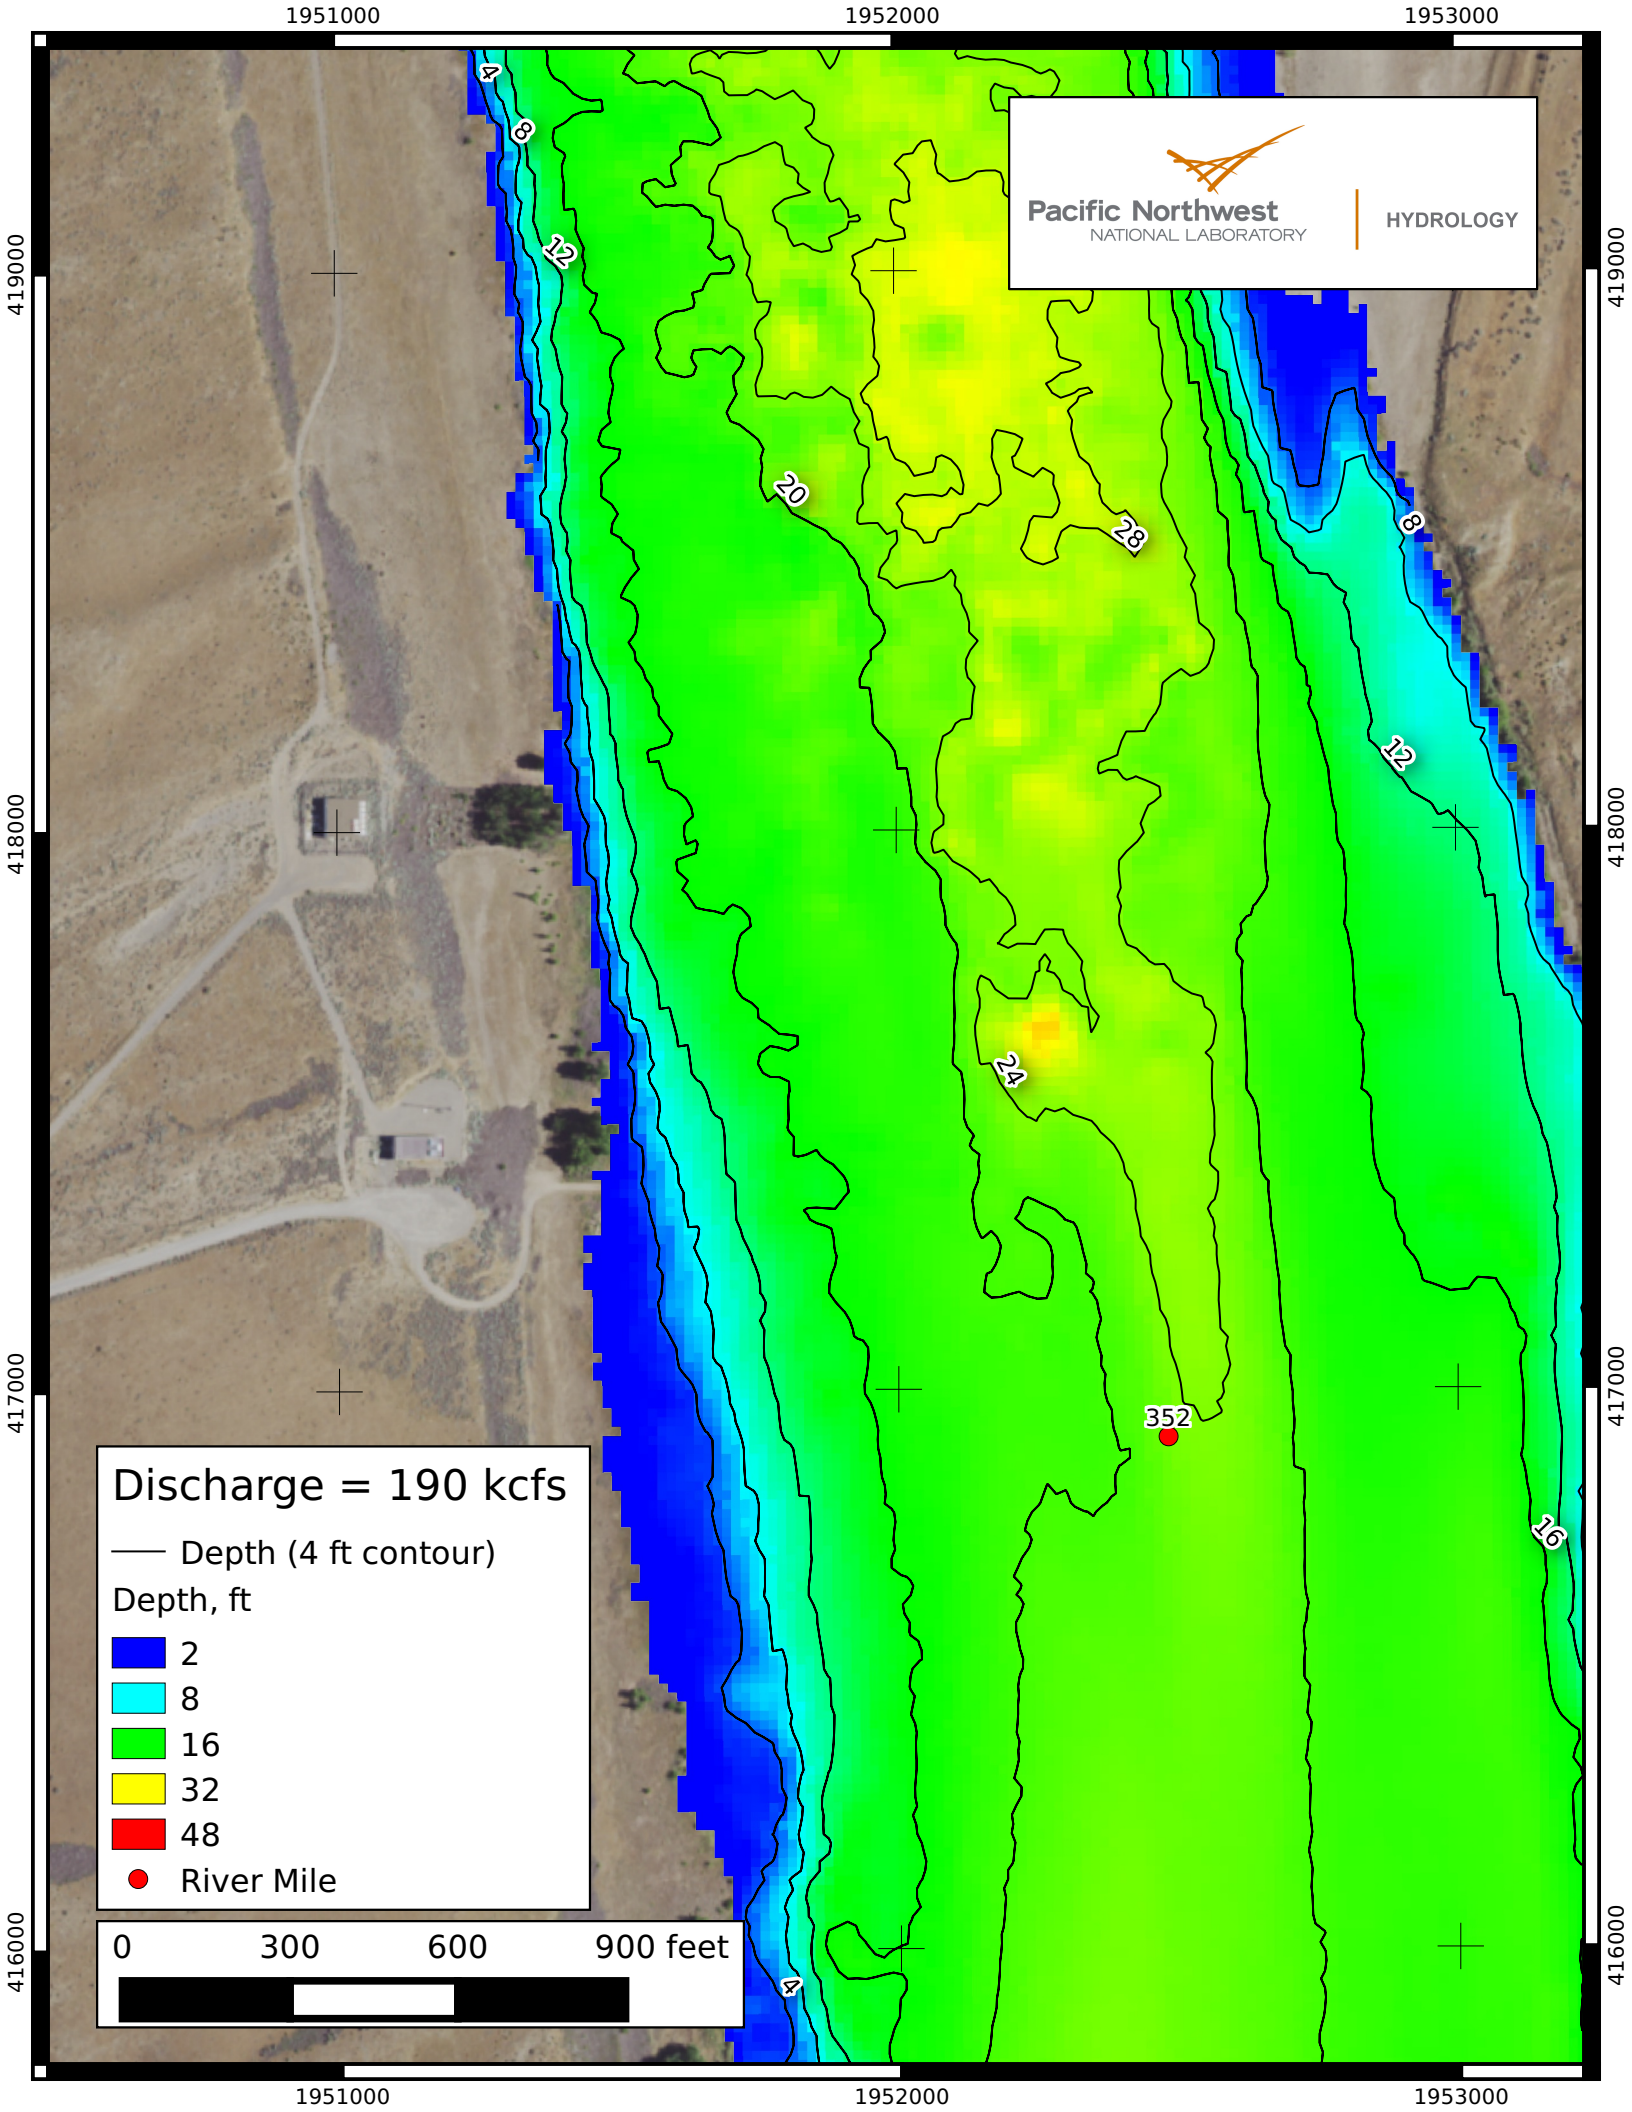 1951000 1952000 1953000
4
8
Pacific Northwest
NATIONAL LABORATORY
HYDROLOGY
12
419000
419000
20
8
28
12
418000
418000
24
417000
417000
352
Discharge = 190 kcfs
Depth (4 ft contour)
Depth, ft
2
8
16
32
48
River Mile
16
416000
416000
0 300 600 900 feet
4
1951000 1952000 1953000